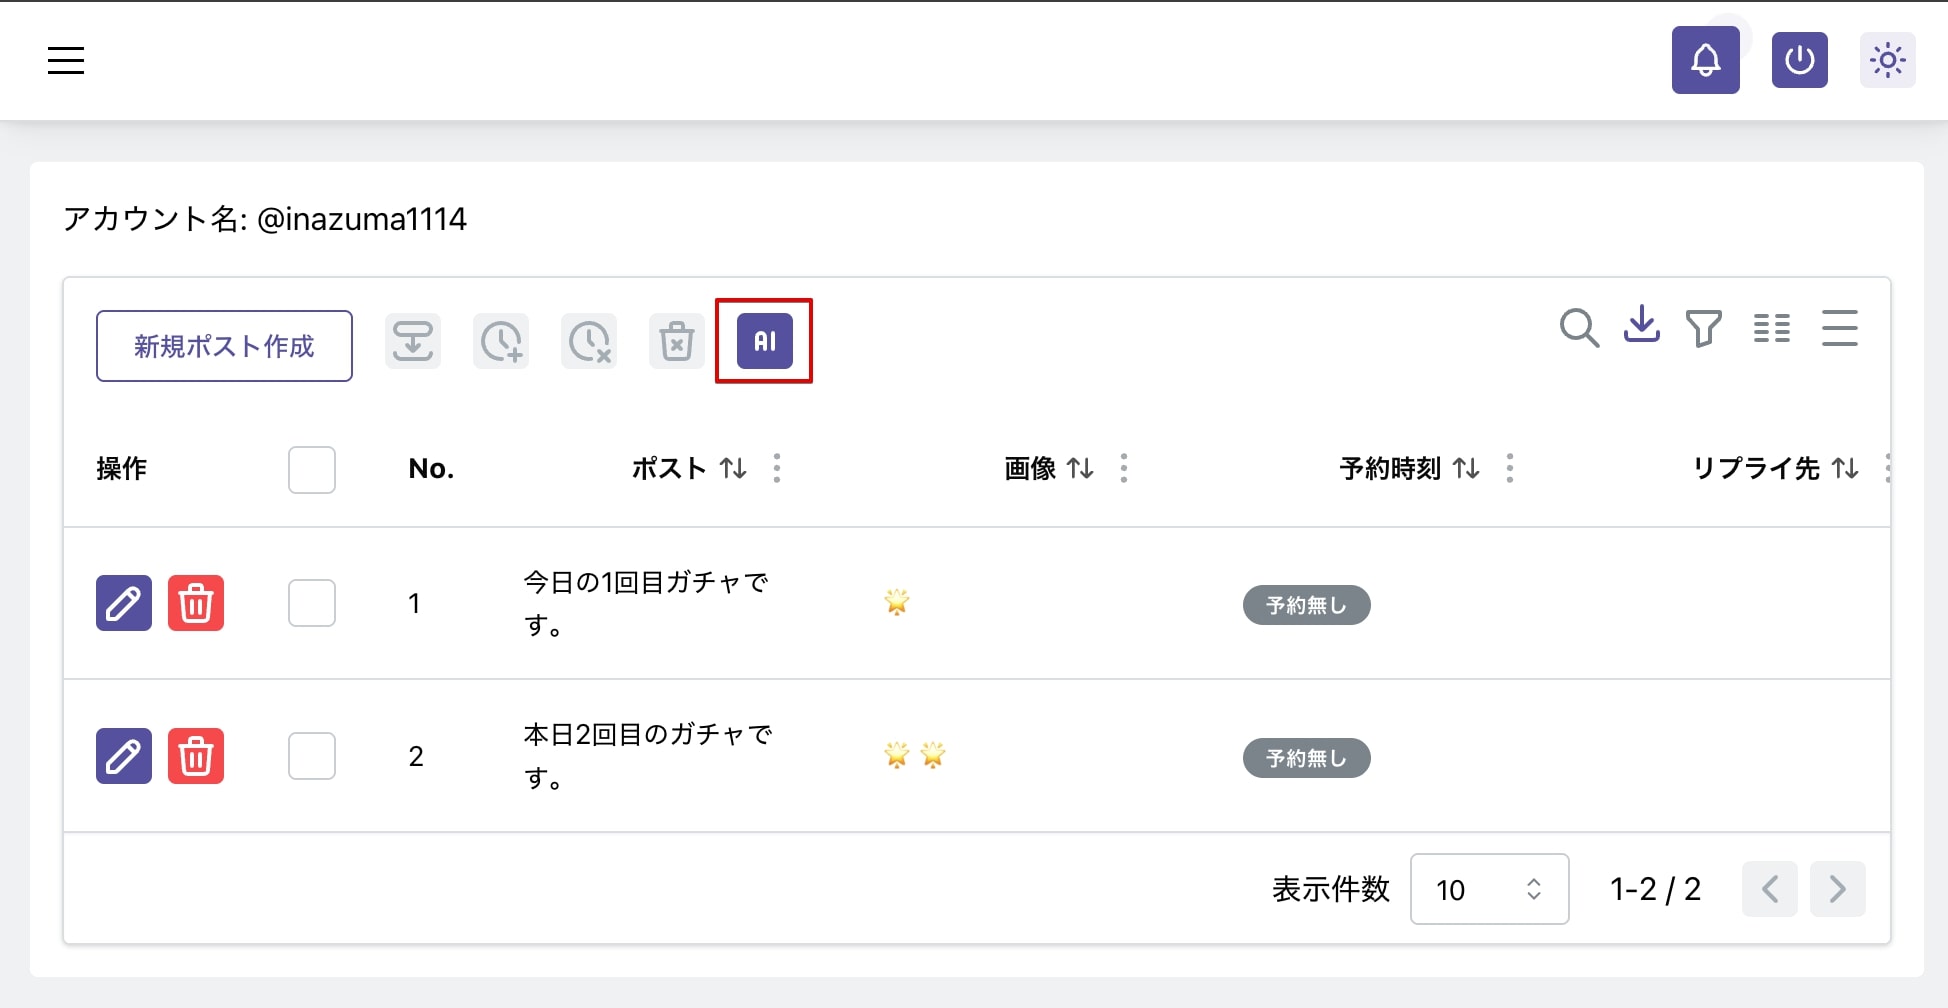 アカウント名: @inazuma1114
新規ポスト作成
AI
操作 No. ポスト 画像 予約時刻 リプライ先
1 今日の1回目ガチャで
す。
🌟 予約無し
2 本日2回目のガチャで
す。
🌟🌟 予約無し
表示件数 10 1-2 / 2